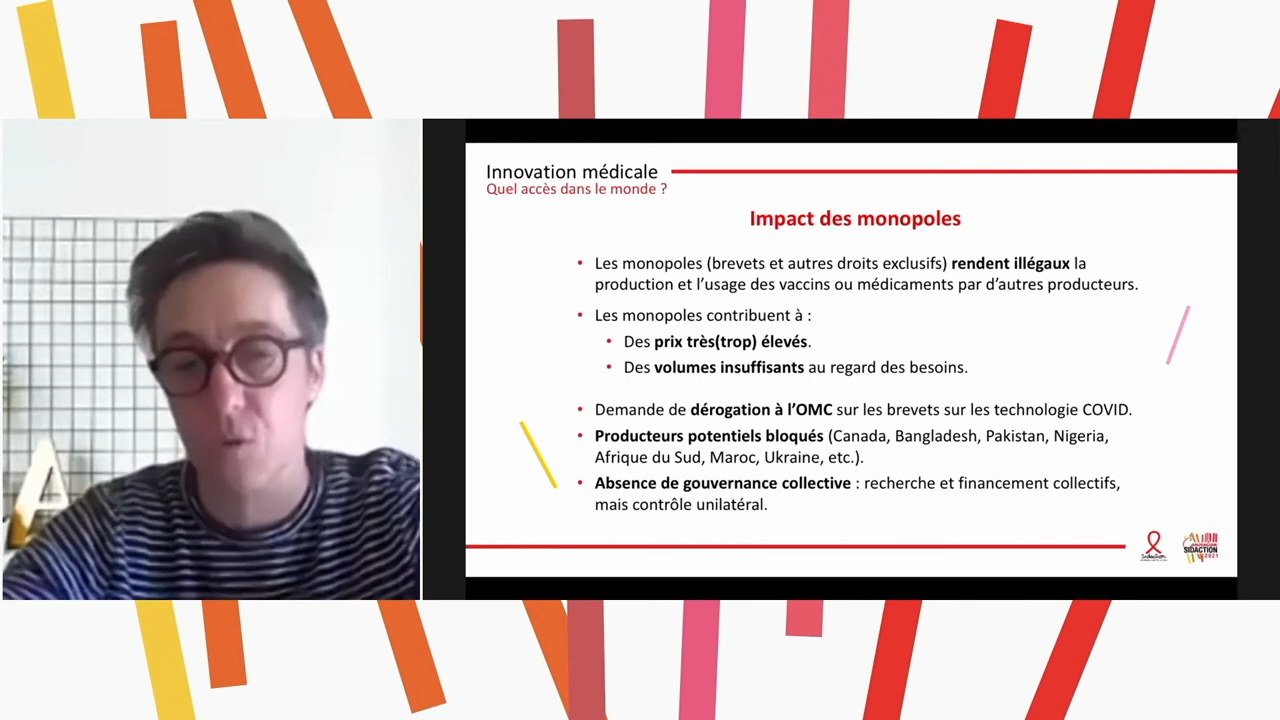 Innovation médicale
Quel accès dans le monde ?
Impact des monopoles
• Les monopoles (brevets et autres droits exclusifs) rendent illégaux la
production et l'usage des vaccins ou médicaments par d'autres producteurs.
• Les monopoles contribuent à :
• Des prix très(trop) élevés.
• Des volumes insuffisants au regard des besoins.
• Demande de dérogation à l'OMC sur les brevets sur les technologie COVID.
• Producteurs potentiels bloqués (Canada, Bangladesh, Pakistan, Nigeria,
Afrique du Sud, Maroc, Ukraine, etc.).
• Absence de gouvernance collective : recherche et financement collectifs,
mais contrôle unilatéral.
A
Sidaction
SIDACTION
2021